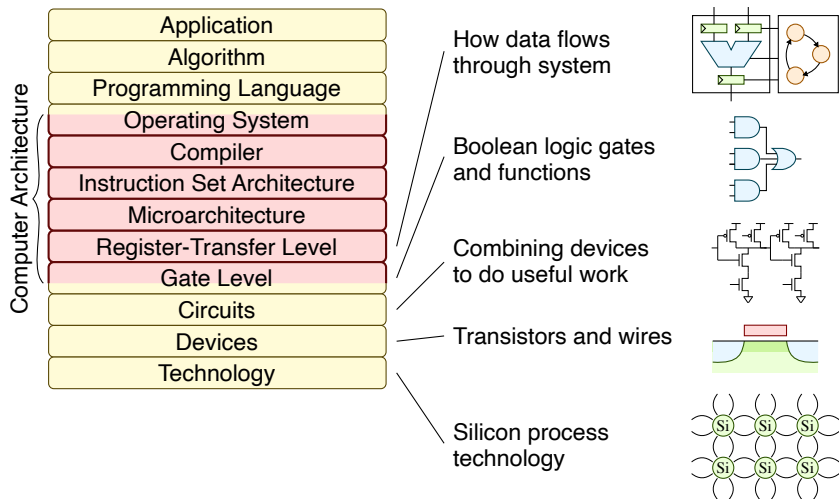 Application
Algorithm
Programming Language
Operating System
Compiler
Instruction Set Architecture
Microarchitecture
Register-Transfer Level
Gate Level
Circuits
Devices
Technology
Computer Architecture
How data flows
through system
Boolean logic gates
and functions
Combining devices
to do useful work
Transistors and wires
Silicon process
technology
Si Si Si
Si Si Si